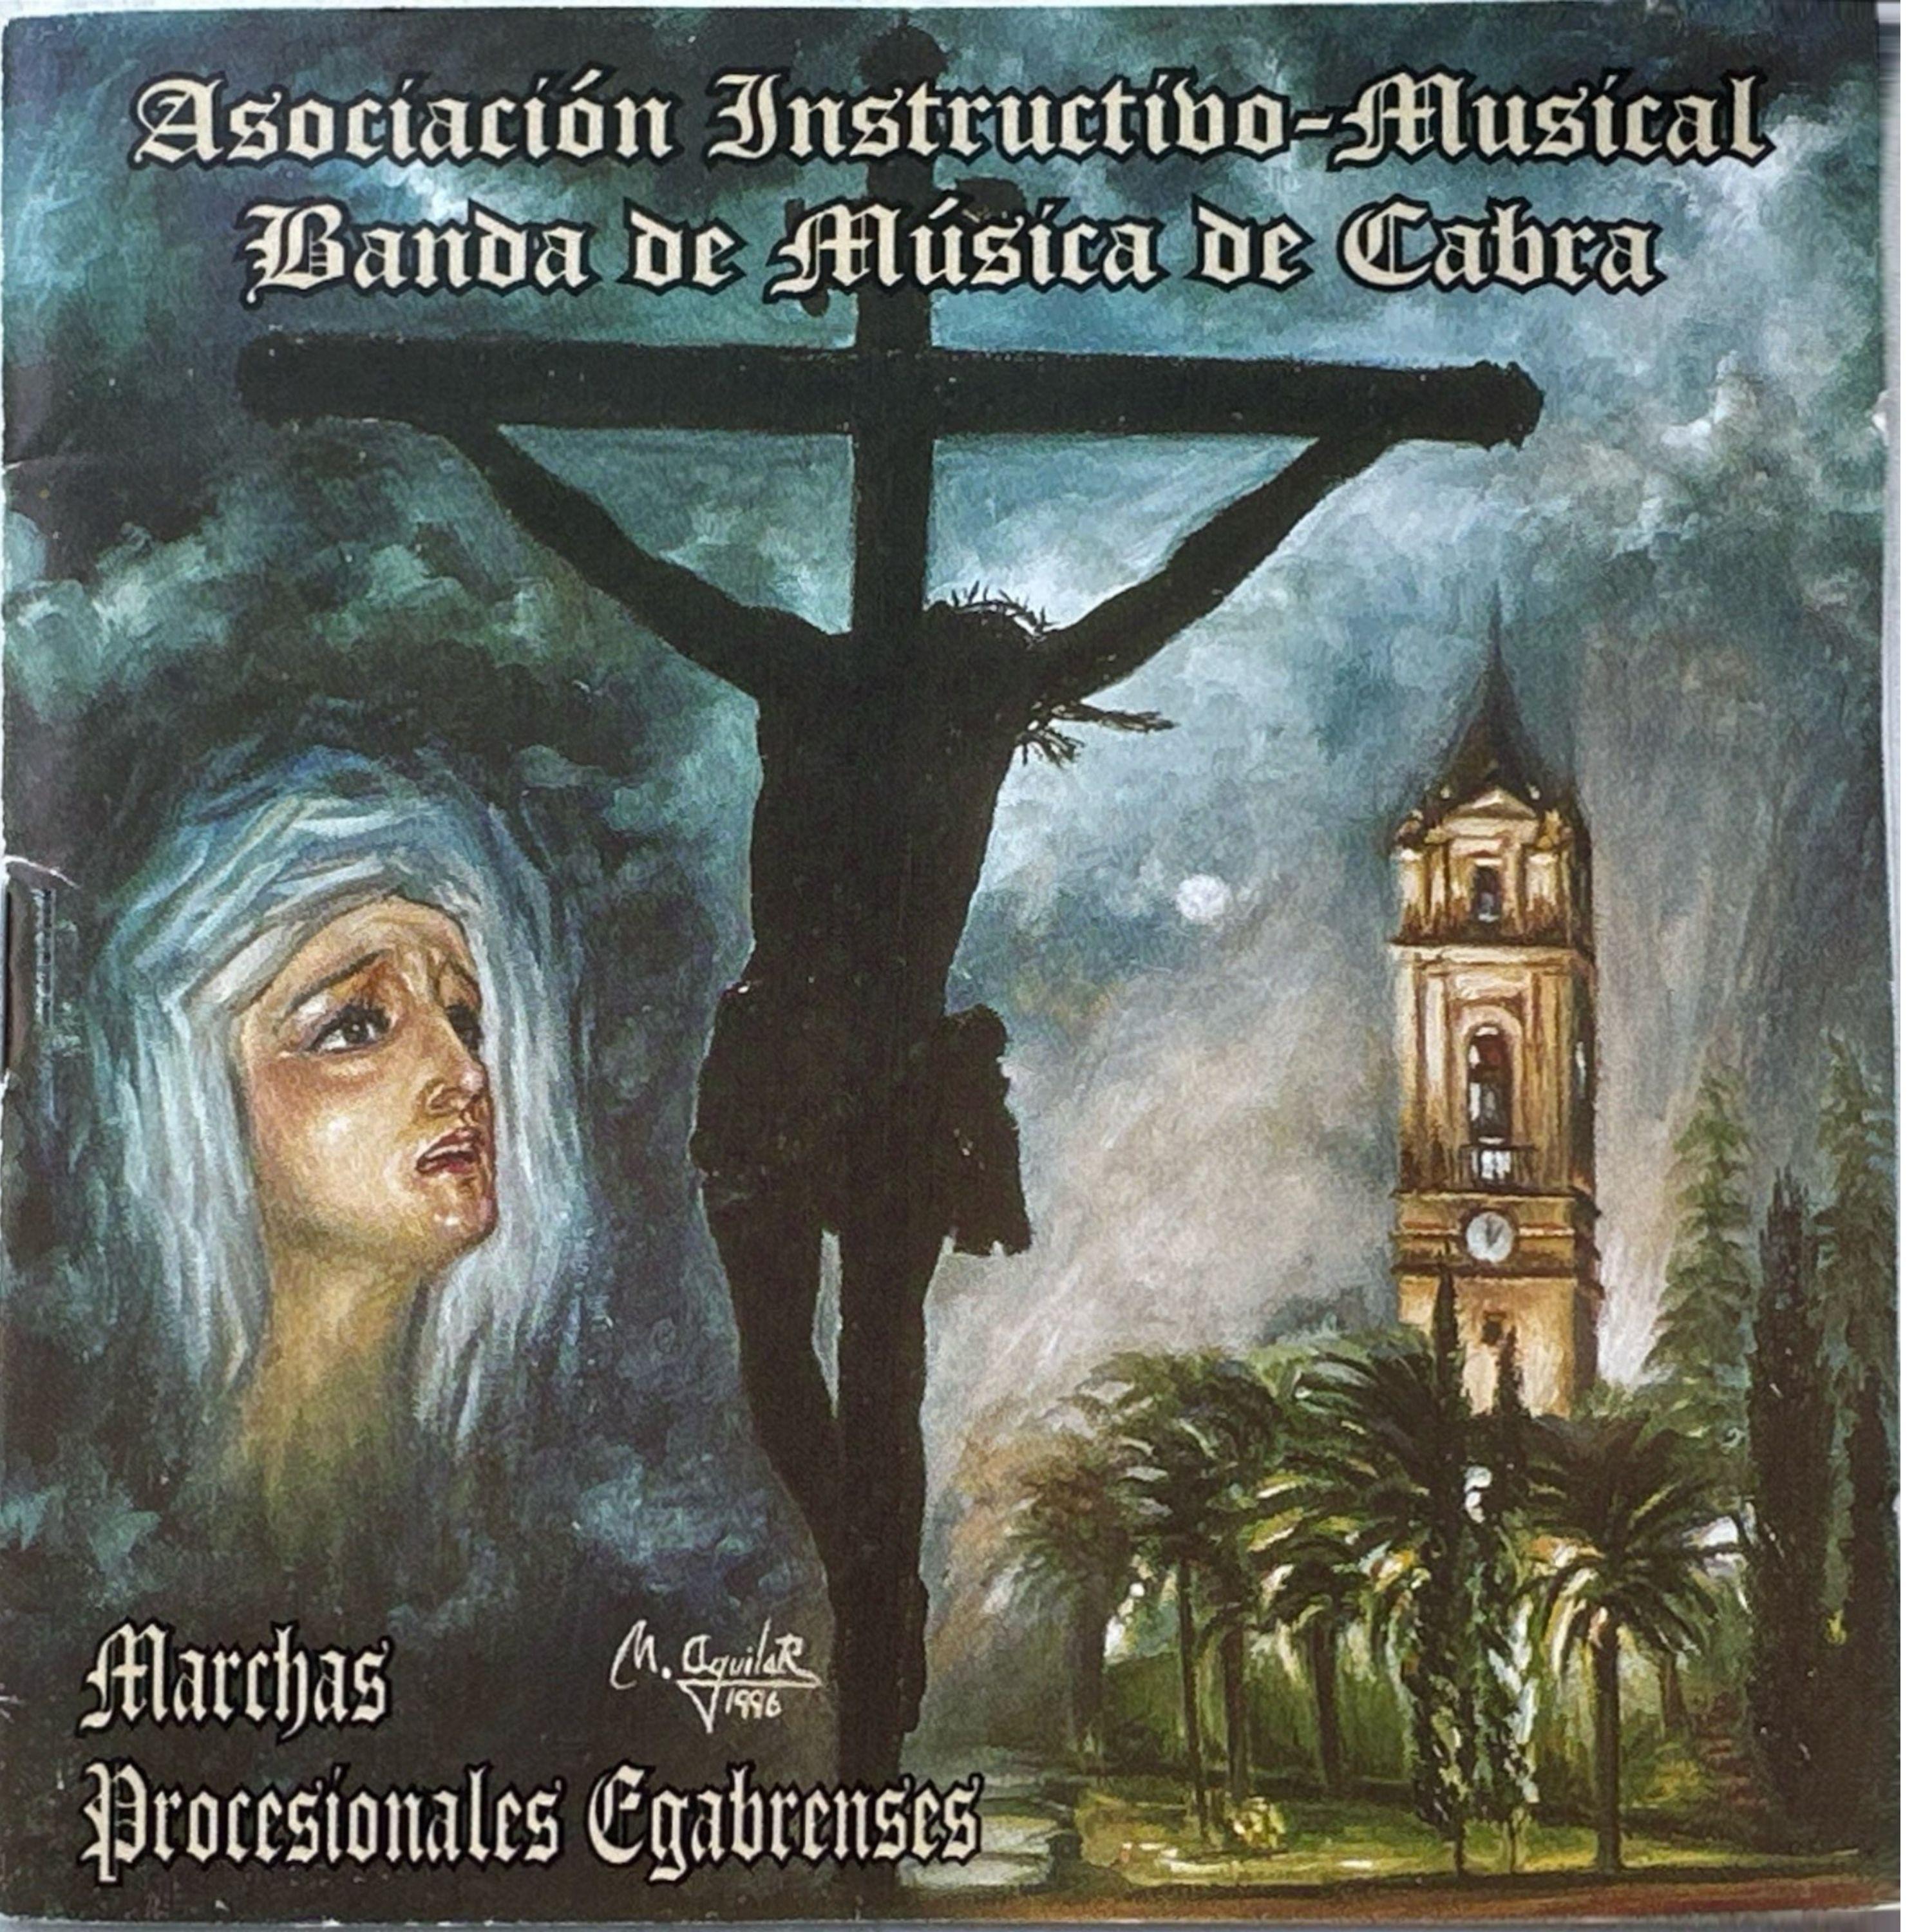 Asociación Instructivo-Musical
Banda de Música de Cabra
M. Aguilar
1996
Marchas
Procesionales Egabrenses